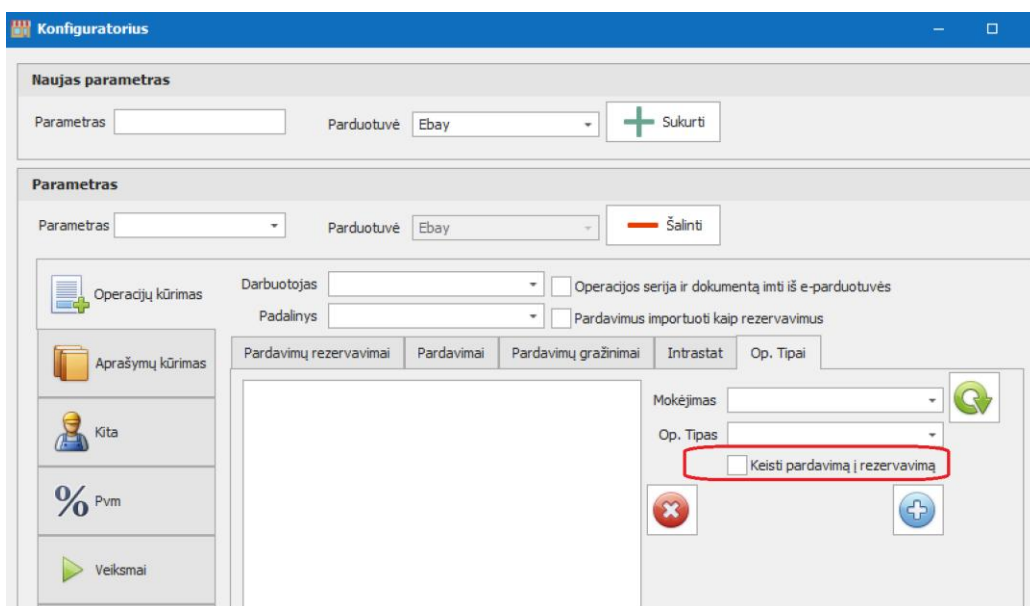 Konfiguratorius
Naujas parametras
Parametras
Parduotuvė Ebay
Sukurti
Parametras
Parametras
Parduotuvė Ebay
Šalinti
Operacijų kūrimas
Aprašymų kūrimas
Kita
% Pvm
Veiksmai
Darbuotojas
Operacijos serija ir dokumentą imti iš e-parduotuvės
Padalinys
Pardavimus importuoti kaip rezervavimus
Pardavimų rezervavimai
Pardavimai
Pardavimų gražinimai
Intrastat
Op. Tipai
Mokėjimas
Op. Tipas
Keisti pardavimą į rezervavimą